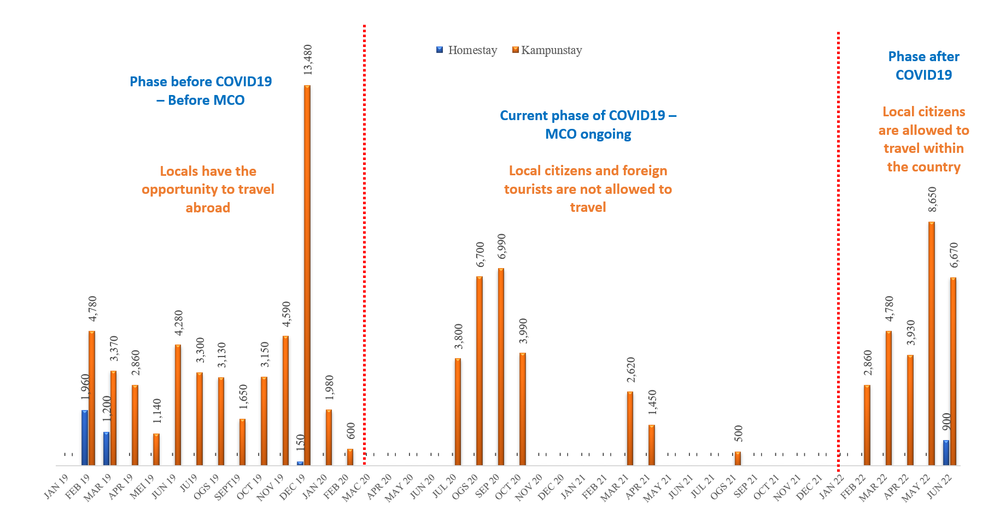 Homestay
Kampunstay
Phase before COVID19
– Before MCO
Locals have the
opportunity to travel
abroad
Current phase of COVID19 –
MCO ongoing
Local citizens and foreign
tourists are not allowed to
travel
Phase after
COVID19
Local citizens
are allowed to
travel within
the country
1,960
4,780
1,200
3,370
2,860
1,140
4,280
3,300
3,130
1,650
3,150
4,590
150
13,480
1,980
600
3,800
6,700
6,990
3,990
2,620
1,450
500
2,860
4,780
3,930
8,650
900
6,670
JAN 19
FEB 19
MAR 19
APR 19
MEI 19
JUN 19
JU19
OGS 19
SEPT19
OCT 19
NOV 19
DEC 19
JAN 20
FEB 20
MAC 20
APR 20
MAY 20
JUN 20
JUL 20
OGS 20
SEP 20
OCT 20
NOV 20
DEC 20
JAN 21
FEB 21
MAR 21
APR 21
MAY 21
JUN 21
JUL 21
OGS 21
SEP 21
OCT 21
NOV 21
DEC 21
JAN 22
FEB 22
MAR 22
APR 22
MAY 22
JUN 22